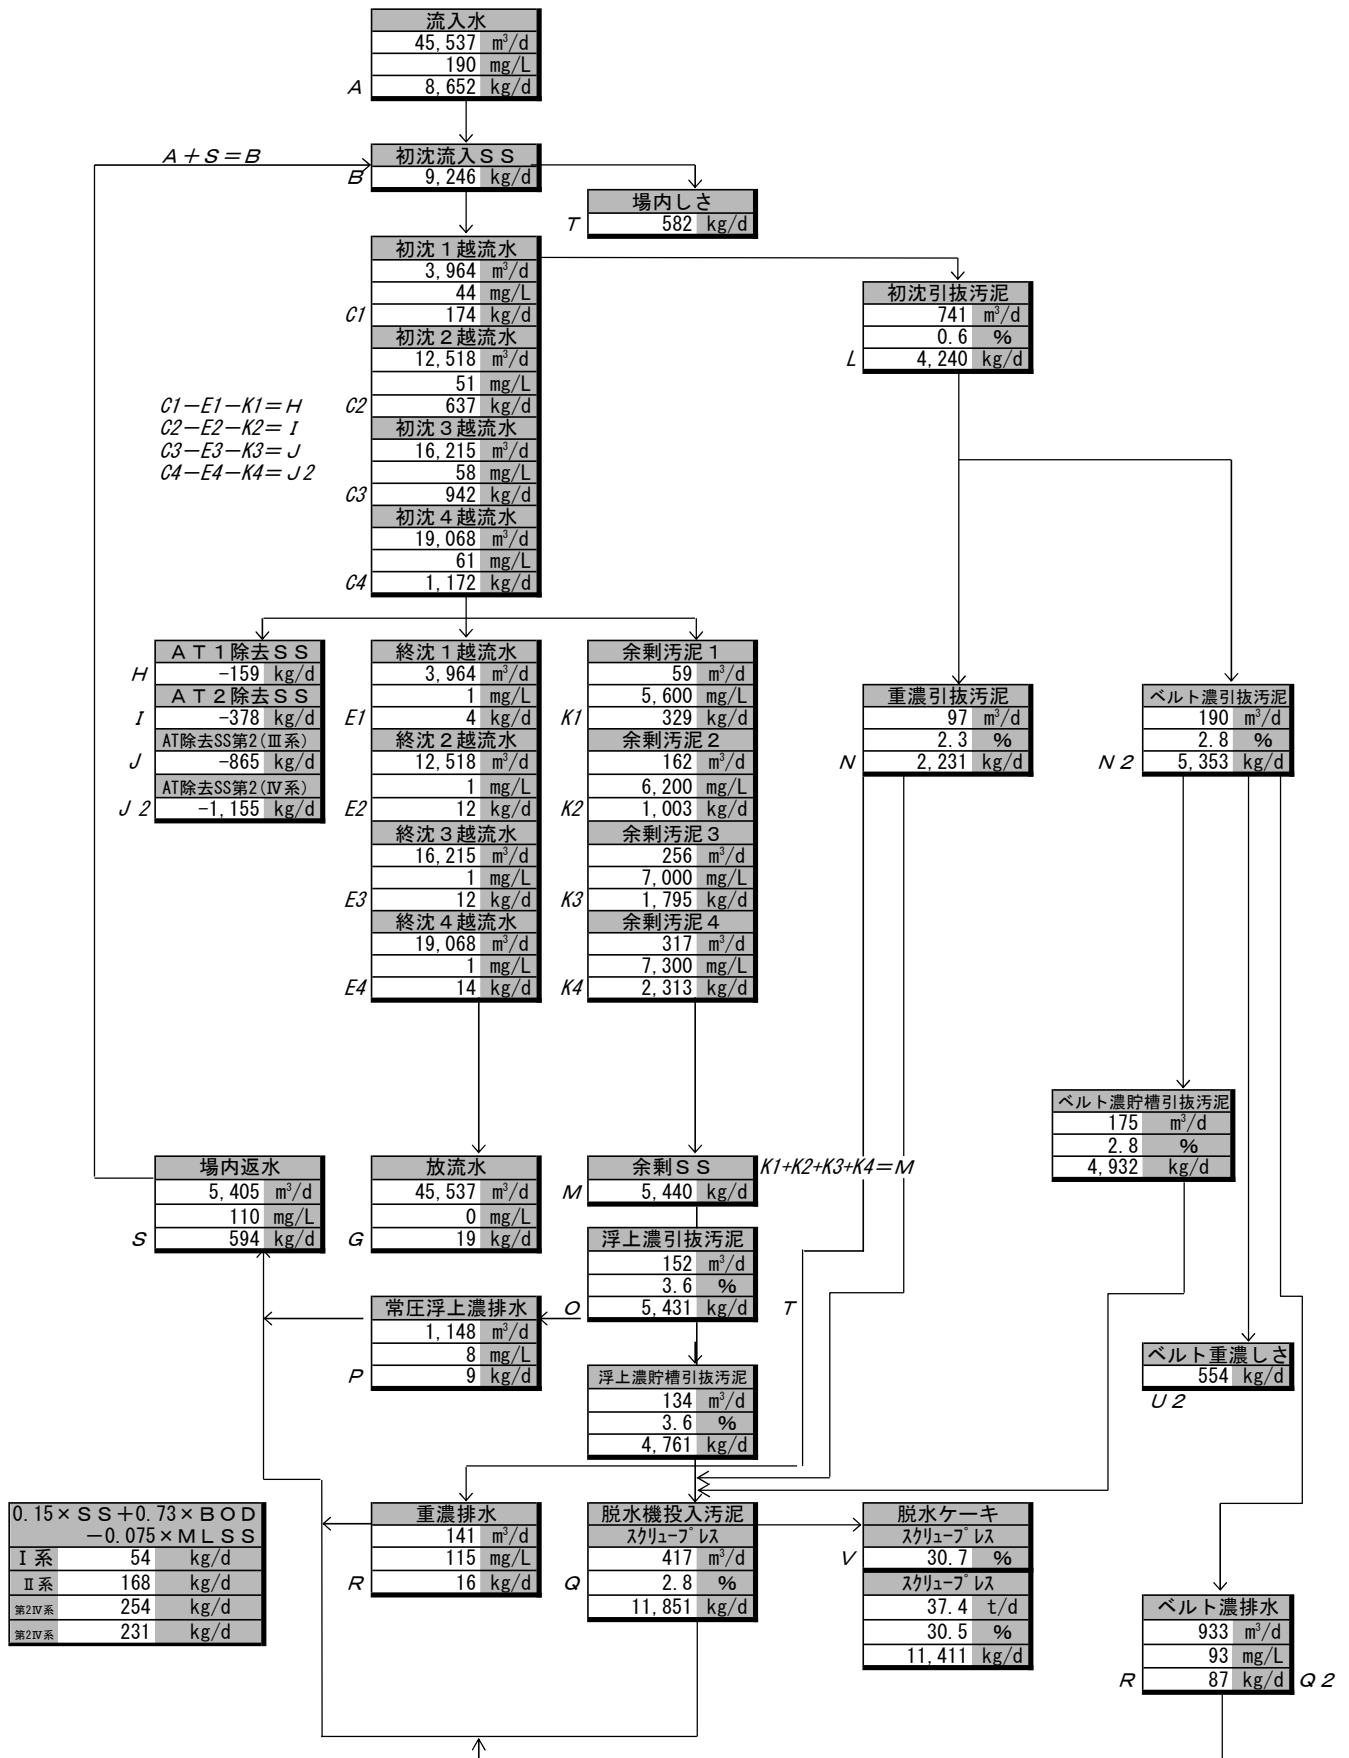 流入水
45,537 m³/d
190 mg/L
A 8,652 kg/d
A+S=B
初沈流入SS
B 9,246 kg/d
場内しさ
T 582 kg/d
初沈1越流水
3,964 m³/d
44 mg/L
C1 174 kg/d
初沈2越流水
12,518 m³/d
51 mg/L
C2 637 kg/d
初沈3越流水
16,215 m³/d
58 mg/L
C3 942 kg/d
初沈4越流水
19,068 m³/d
61 mg/L
C4 1,172 kg/d
初沈引抜汚泥
741 m³/d
0.6 %
L 4,240 kg/d
C1-E1-K1=H
C2-E2-K2=I
C3-E3-K3=J
C4-E4-K4=J2
AT1除去SS
H -159 kg/d
AT2除去SS
I -378 kg/d
AT除去SS第2(Ⅲ系)
J -865 kg/d
AT除去SS第2(Ⅳ系)
J2 -1,155 kg/d
終沈1越流水
3,964 m³/d
1 mg/L
E1 4 kg/d
終沈2越流水
12,518 m³/d
1 mg/L
E2 12 kg/d
終沈3越流水
16,215 m³/d
1 mg/L
E3 12 kg/d
終沈4越流水
19,068 m³/d
1 mg/L
E4 14 kg/d
余剰汚泥1
59 m³/d
5,600 mg/L
K1 329 kg/d
余剰汚泥2
162 m³/d
6,200 mg/L
K2 1,003 kg/d
余剰汚泥3
256 m³/d
7,000 mg/L
K3 1,795 kg/d
余剰汚泥4
317 m³/d
7,300 mg/L
K4 2,313 kg/d
重濃引抜汚泥
97 m³/d
2.3 %
N 2,231 kg/d
ベルト濃引抜汚泥
190 m³/d
2.8 %
N2 5,353 kg/d
ベルト濃貯槽引抜汚泥
175 m³/d
2.8 %
4,932 kg/d
場内返水
5,405 m³/d
110 mg/L
S 594 kg/d
放流水
45,537 m³/d
0 mg/L
G 19 kg/d
余剰SS
M 5,440 kg/d
K1+K2+K3+K4=M
浮上濃引抜汚泥
152 m³/d
3.6 %
O 5,431 kg/d
T
常圧浮上濃排水
1,148 m³/d
8 mg/L
P 9 kg/d
浮上濃貯槽引抜汚泥
134 m³/d
3.6 %
4,761 kg/d
ベルト重濃しさ
554 kg/d
U2
0.15×SS+0.73×BOD
-0.075×MLSS
Ⅰ系 54 kg/d
Ⅱ系 168 kg/d
第2Ⅳ系 254 kg/d
第2Ⅳ系 231 kg/d
重濃排水
141 m³/d
115 mg/L
R 16 kg/d
脱水機投入汚泥
スクリュープレス
417 m³/d
Q 2.8 %
11,851 kg/d
脱水ケーキ
スクリュープレス
V 30.7 %
スクリュープレス
37.4 t/d
30.5 %
11,411 kg/d
ベルト濃排水
933 m³/d
93 mg/L
R 87 kg/d Q2